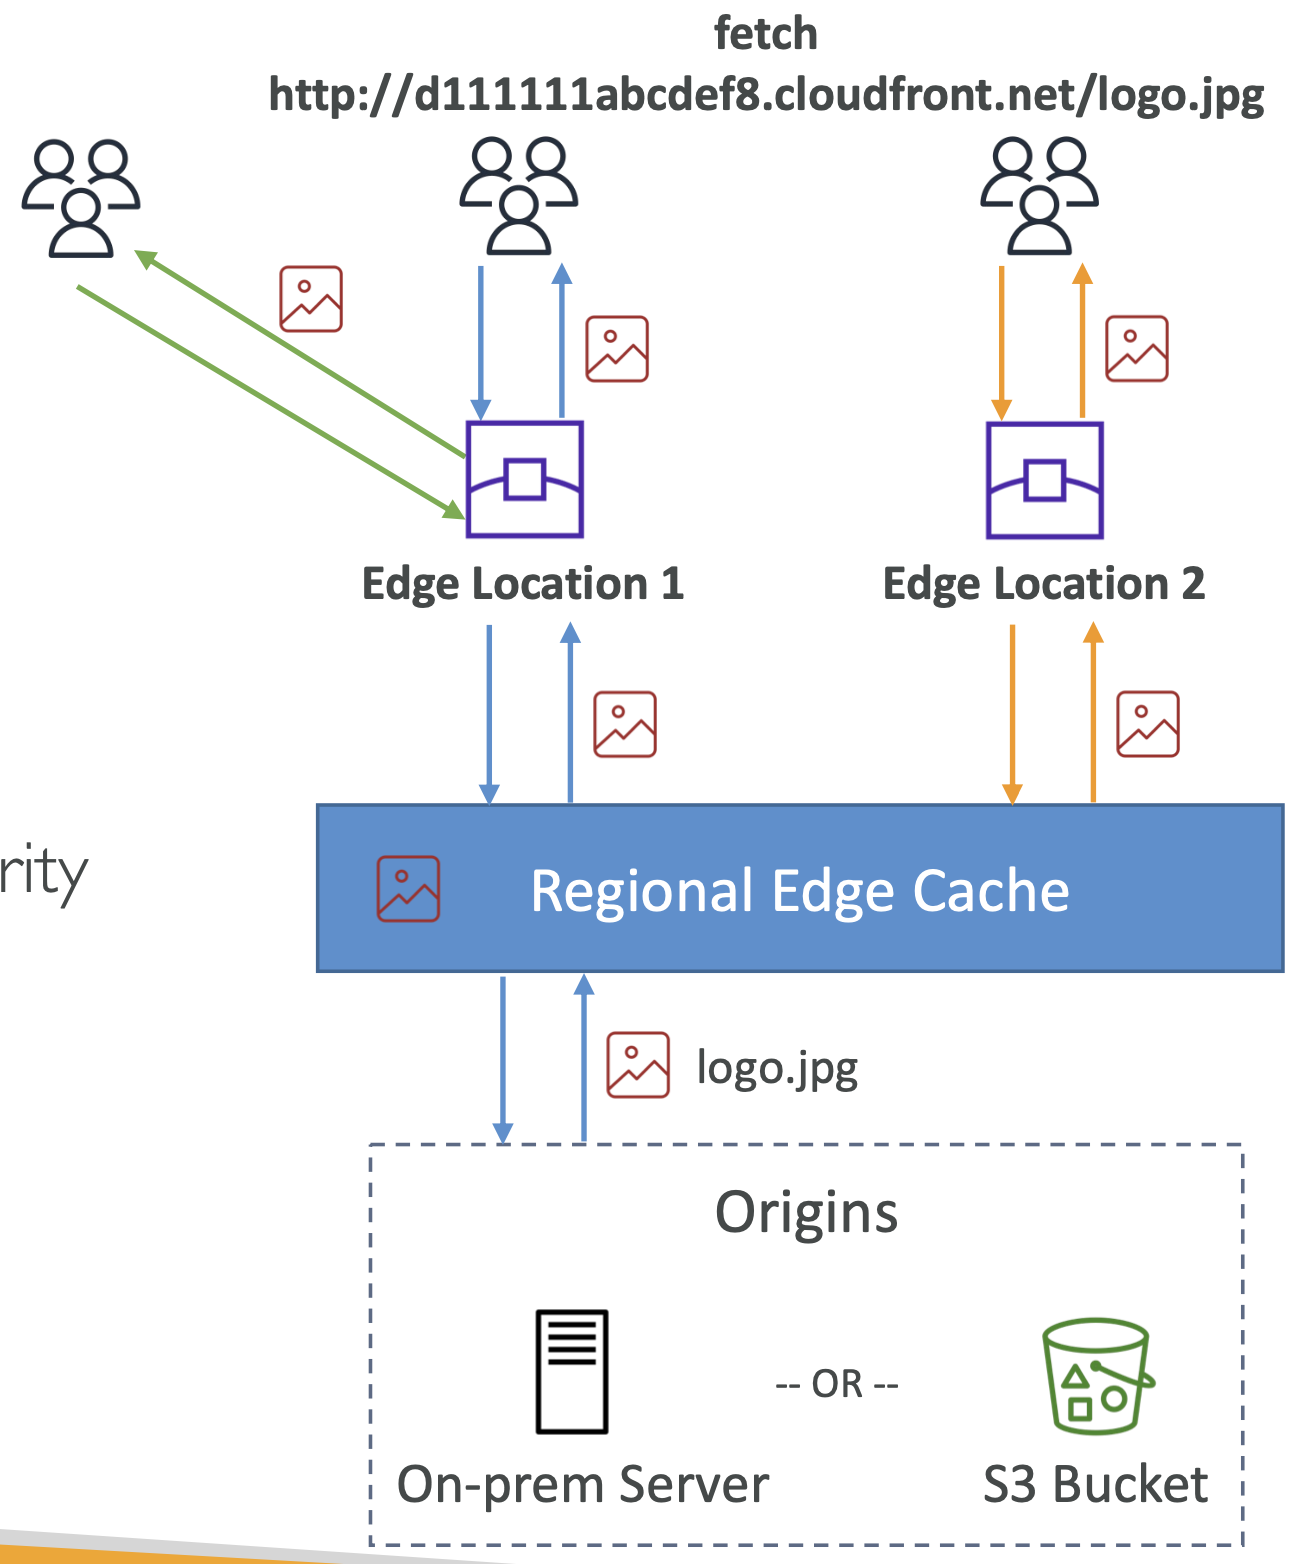 fetch
http://d111111abcdef8.cloudfront.net/logo.jpg
Edge Location 1
Edge Location 2
rity
Regional Edge Cache
logo.jpg
Origins
-- OR --
On-prem Server
S3 Bucket